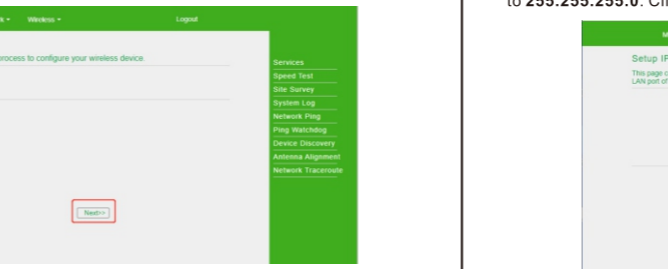 Wireless
Logout
process to configure your wireless device.
Services
Speed Test
Site Survey
System Log
Network Ping
Ping Watchdog
Device Discovery
Antenna Alignment
Network Traceroute
Next>>
to 255.255.255.0. Cl
M
Setup IP
This page c
LAN port of